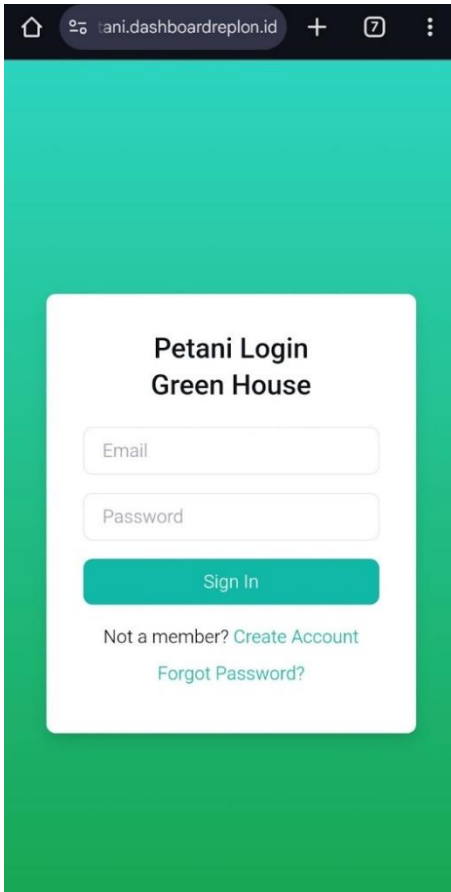 tani.dashboardreplon.id
7
Petani Login
Green House
Email
Password
Sign In
Not a member? Create Account
Forgot Password?